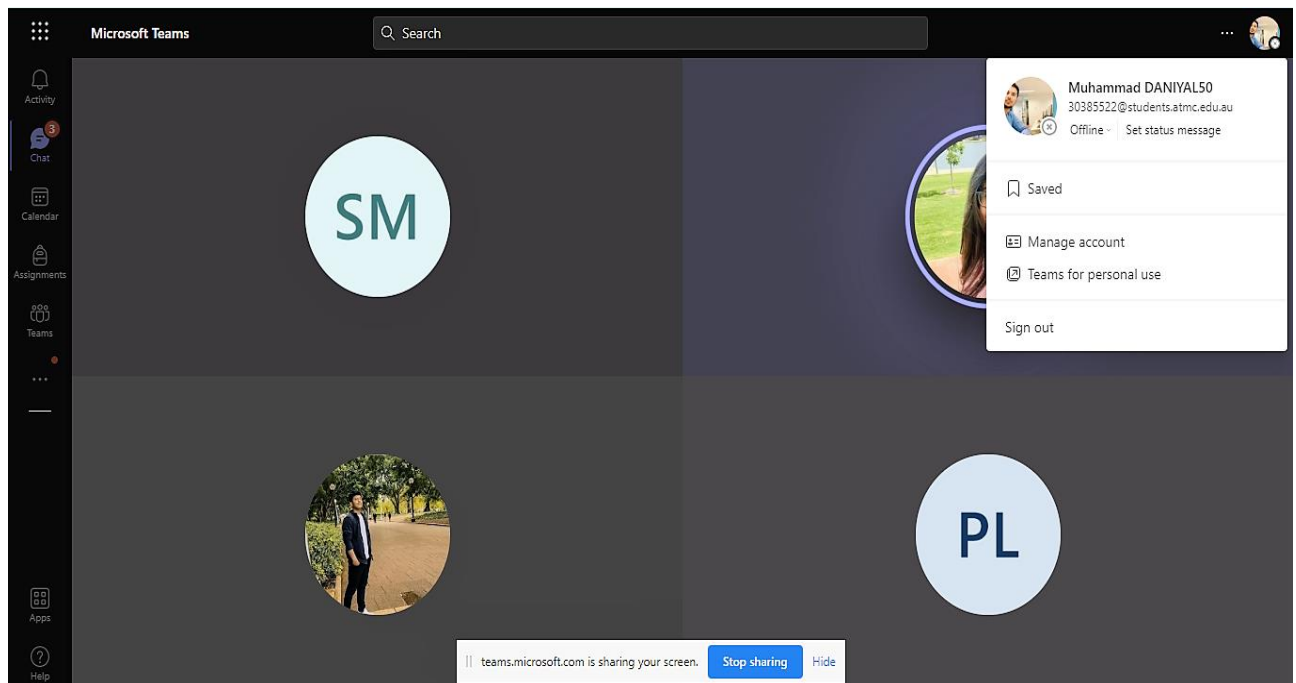 Microsoft Teams
Search
Activity
3
Chat
Calendar
Assignments
Teams
Apps
Help
SM
PL
Muhammad DANIYAL50
30385522@students.atmc.edu.au
Offline Set status message
Saved
Manage account
Teams for personal use
Sign out
teams.microsoft.com is sharing your screen. Stop sharing Hide